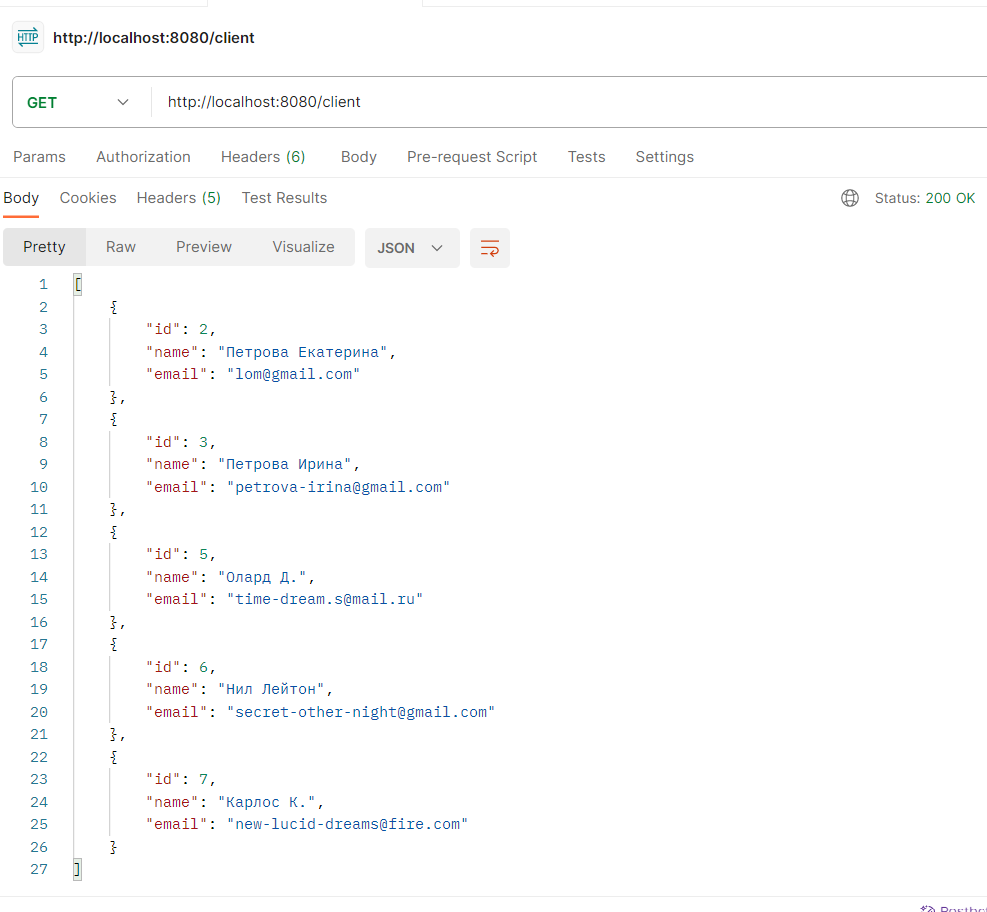 HTTP http://localhost:8080/client
GET http://localhost:8080/client
Params Authorization Headers (6) Body Pre-request Script Tests Settings
Body Cookies Headers (5) Test Results Status: 200 OK
Pretty Raw Preview Visualize JSON
1 [
2 {
3 "id": 2,
4 "name": "Петрова Екатерина",
5 "email": "lom@gmail.com"
6 },
7 {
8 "id": 3,
9 "name": "Петрова Ирина",
10 "email": "petrova-irina@gmail.com"
11 },
12 {
13 "id": 5,
14 "name": "Олард Д.",
15 "email": "time-dream.s@mail.ru"
16 },
17 {
18 "id": 6,
19 "name": "Нил Лейтон",
20 "email": "secret-other-night@gmail.com"
21 },
22 {
23 "id": 7,
24 "name": "Карлос К.",
25 "email": "new-lucid-dreams@fire.com"
26 }
27 ]